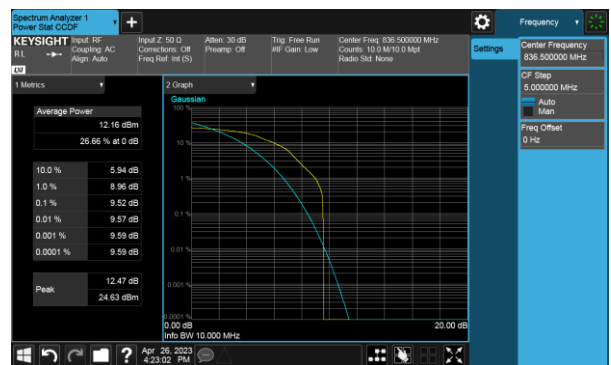 Spectrum Analyzer 1
Power Stat CCDF
Frequency
KEYSIGHT
RL
LXI
Input: RF
Coupling: AC
Align: Auto
Input Z: 50 Ω
Corrections: Off
Freq Ref: Int (S)
Atten: 30 dB
Preamp: Off
Trig: Free Run
#IF Gain: Low
Center Freq: 836.500000 MHz
Counts: 10.0 M/10.0 Mpt
Radio Std: None
Settings
Center Frequency
836.500000 MHz
CF Step
5.000000 MHz
Auto
Man
Freq Offset
0 Hz
1 Metrics
Average Power
12.16 dBm
26.66 % at 0 dB
10.0 % 5.94 dB
1.0 % 8.96 dB
0.1 % 9.52 dB
0.01 % 9.57 dB
0.001 % 9.59 dB
0.0001 % 9.59 dB
Peak
12.47 dB
24.63 dBm
2 Graph
Gaussian
100 %
10 %
1 %
0.1 %
0.01 %
0.001 %
0.0001 %
0.00 dB 20.00 dB
Info BW 10.000 MHz
?
Apr 26, 2023
4:23:02 PM